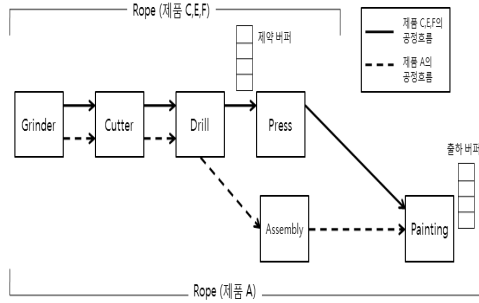 Rope (제품 C,E,F)
제약 버퍼
제품 C,E,F의
공정흐름
제품 A의
공정흐름
Grinder
Cutter
Drill
Press
출하 버퍼
Assembly
Painting
Rope (제품 A)